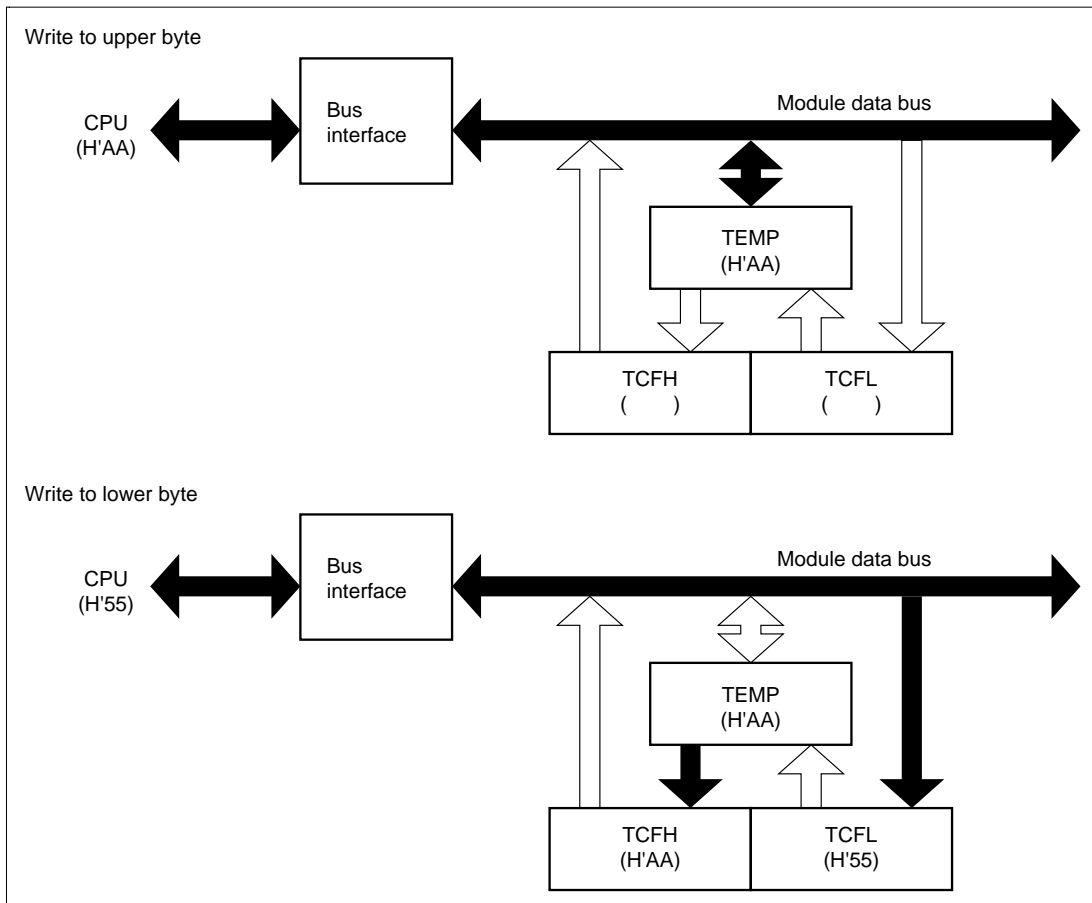 Write to upper byte
CPU
(H'AA)
Bus
interface
Module data bus
TEMP
(H'AA)
TCFH
( )
TCFL
( )
Write to lower byte
CPU
(H'55)
Bus
interface
Module data bus
TEMP
(H'AA)
TCFH
(H'AA)
TCFL
(H'55)